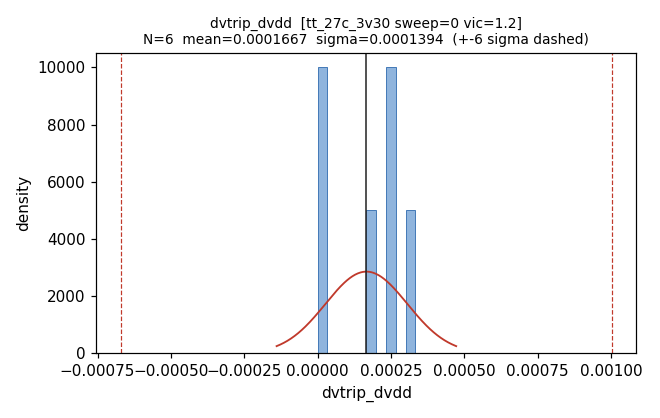 dvtrip_dvdd  [tt_27c_3v30 sweep=0 vic=1.2]
N=6  mean=0.0001667  sigma=0.0001394  (+-6 sigma dashed)
density
10000
8000
6000
4000
2000
0
−0.00075 −0.00050 −0.00025 0.00000 0.00025 0.00050 0.00075 0.00100
dvtrip_dvdd